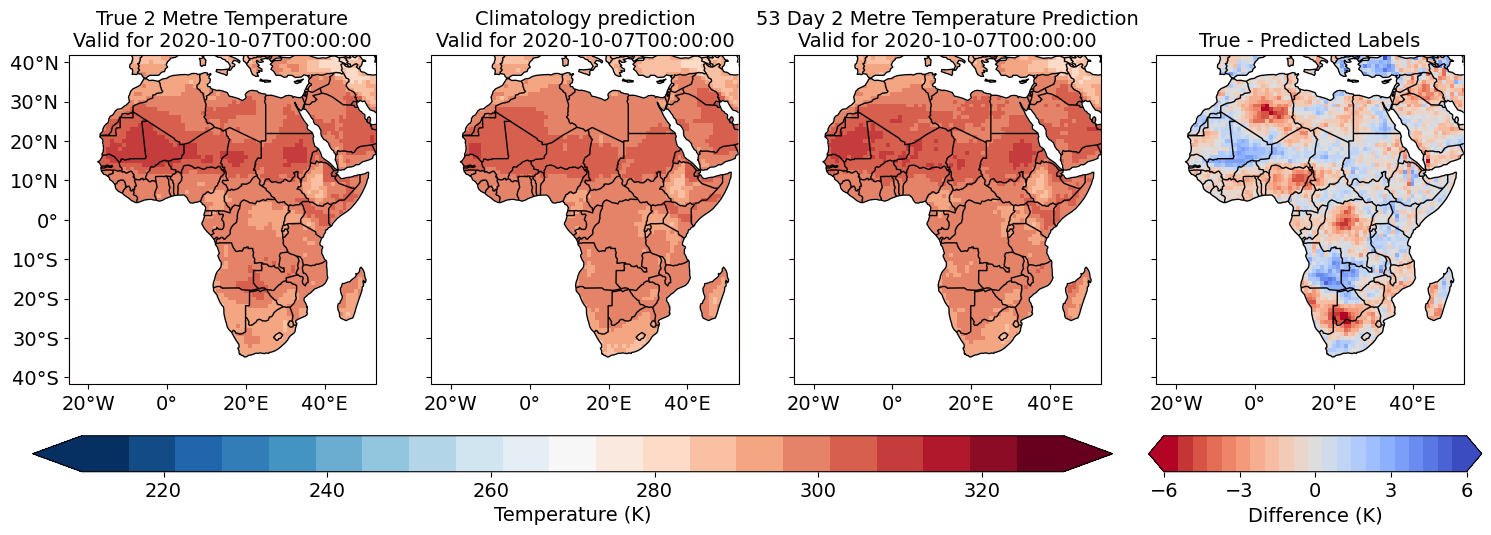 True 2 Metre Temperature
Valid for 2020-10-07T00:00:00
Climatology prediction
Valid for 2020-10-07T00:00:00
53 Day 2 Metre Temperature Prediction
Valid for 2020-10-07T00:00:00
True - Predicted Labels
40°N
30°N
20°N
10°N
0°
10°S
20°S
30°S
40°S
20°W 0° 20°E 40°E
20°W 0° 20°E 40°E
20°W 0° 20°E 40°E
20°W 0° 20°E 40°E
220 240 260 280 300 320
Temperature (K)
−6 −3 0 3 6
Difference (K)